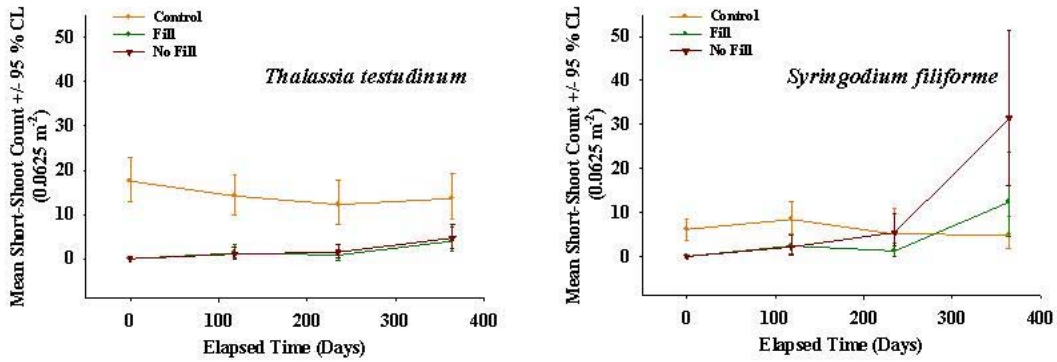 Control
Fill
No Fill
Thalassia testudinum
Mean Short-Shoot Count +/- 95 % CL
(0.0625 m-2)
50
40
30
20
10
0
0 100 200 300 400
Elapsed Time (Days)
Control
Fill
No Fill
Syringodium filiforme
Mean Short-Shoot Count +/- 95 % CL
(0.0625 m-2)
50
40
30
20
10
0
0 100 200 300 400
Elapsed Time (Days)